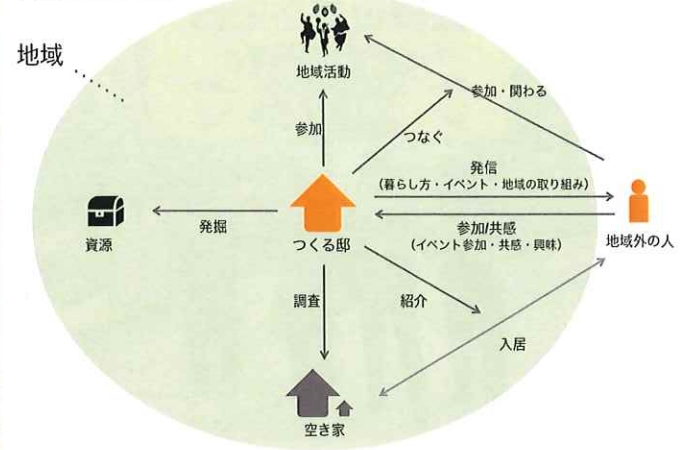 地域
地域活動
参加・関わる
参加
つなぐ
発信
(暮らし方・イベント・地域の取り組み)
発掘
資源
つくる邸
参加/共感
(イベント参加・共感・興味)
地域外の人
調査
紹介
入居
空き家